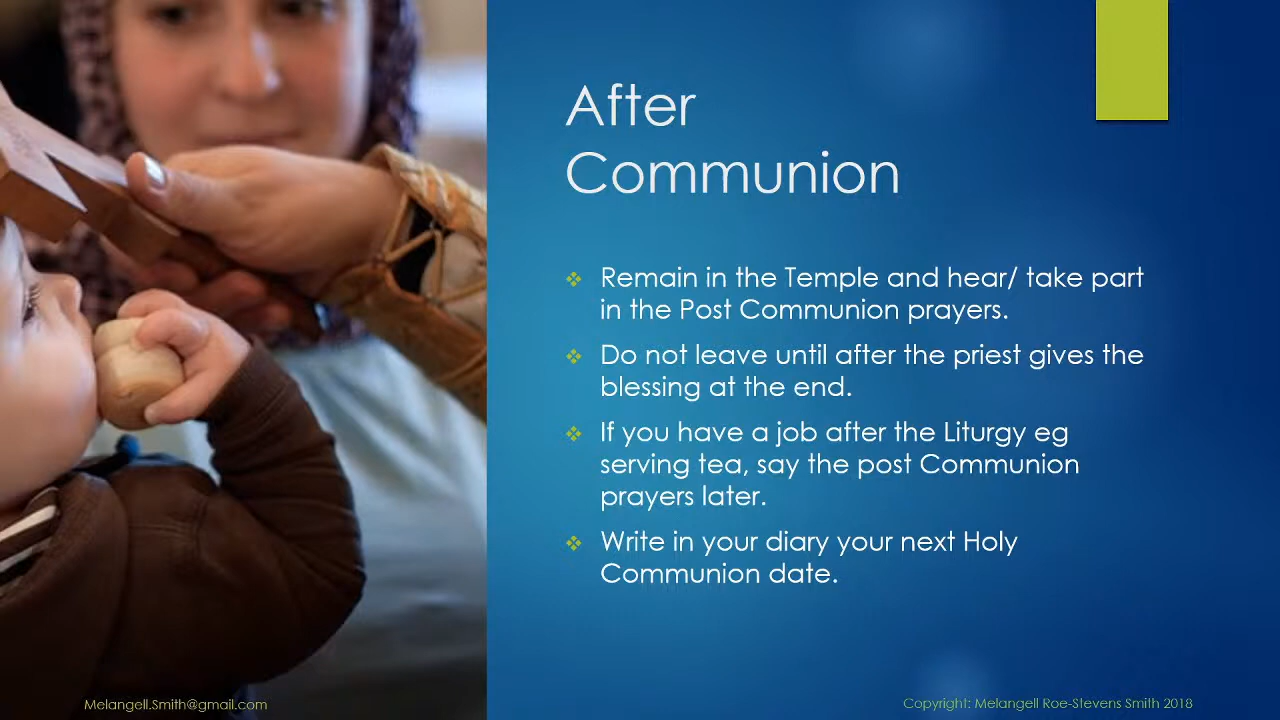 After
Communion
Remain in the Temple and hear/ take part
in the Post Communion prayers.
Do not leave until after the priest gives the
blessing at the end.
If you have a job after the Liturgy eg
serving tea, say the post Communion
prayers later.
Write in your diary your next Holy
Communion date.
Melangell.Smith@gmail.com
Copyright: Melangell Roe-Stevens Smith 2018